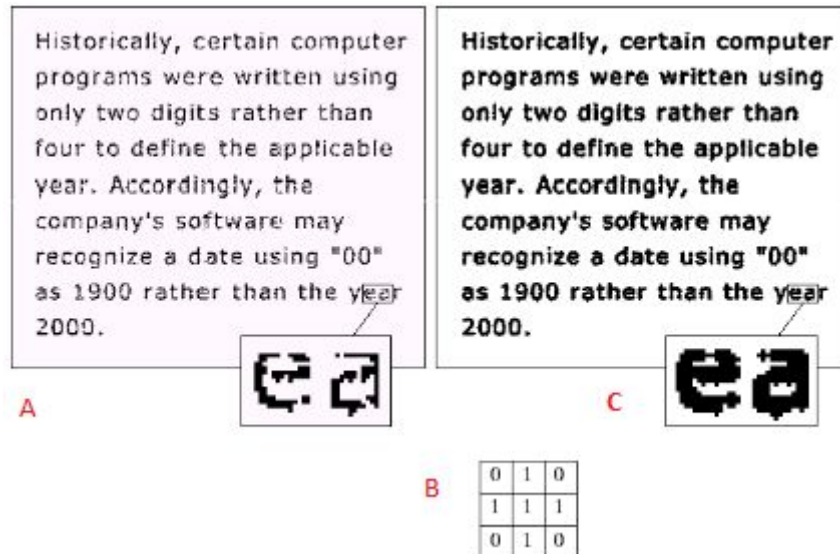 Historically, certain computer
programs were written using
only two digits rather than
four to define the applicable
year. Accordingly, the
company's software may
recognize a date using "00"
as 1900 rather than the year
2000.
e a
A
Historically, certain computer
programs were written using
only two digits rather than
four to define the applicable
year. Accordingly, the
company's software may
recognize a date using "00"
as 1900 rather than the year
2000.
e a
C
B
0 1 0
1 1 1
0 1 0